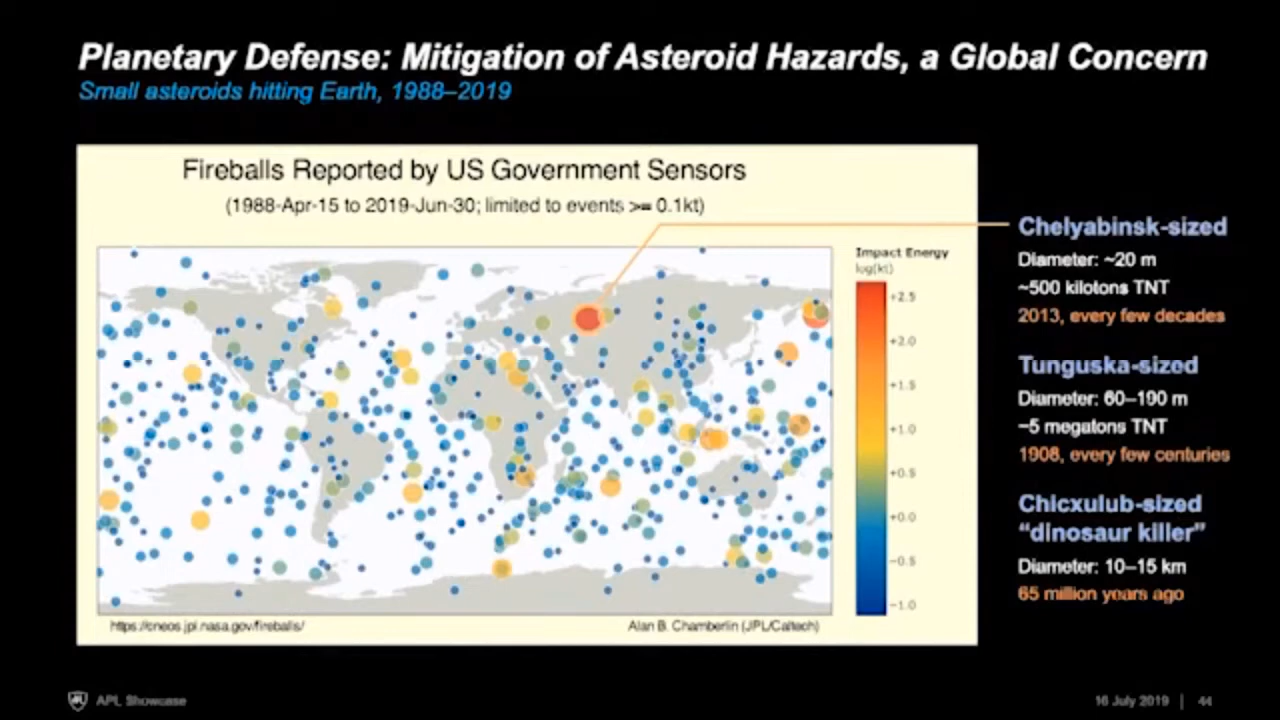 Planetary Defense: Mitigation of Asteroid Hazards, a Global Concern
Small asteroids hitting Earth, 1988–2019
Fireballs Reported by US Government Sensors
(1988-Apr-15 to 2019-Jun-30; limited to events >= 0.1kt)
Impact Energy
log(kt)
+2.5
+2.0
+1.5
+1.0
+0.5
+0.0
−0.5
−1.0
https://cneos.jpl.nasa.gov/fireballs/
Alan B. Chamberlin (JPL/Caltech)
Chelyabinsk-sized
Diameter: ~20 m
~500 kilotons TNT
2013, every few decades
Tunguska-sized
Diameter: 60–190 m
~5 megatons TNT
1908, every few centuries
Chicxulub-sized
“dinosaur killer”
Diameter: 10–15 km
65 million years ago
APL Showcase
16 July 2019 | 44